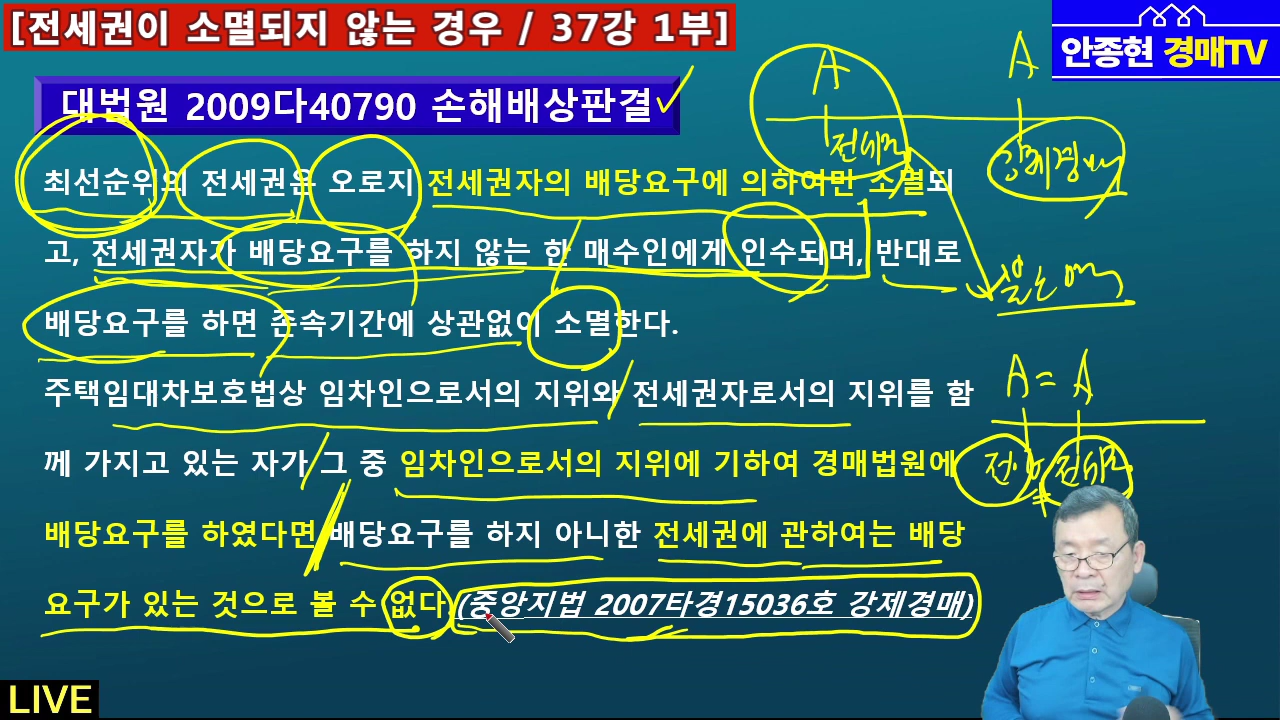 [전세권이 소멸되지 않는 경우 / 37강 1부]
안종현 경매TV
대법원 2009다40790 손해배상판결
최선순위의 전세권은 오로지 전세권자의 배당요구에 의하여만 소멸되
고, 전세권자가 배당요구를 하지 않는 한 매수인에게 인수되며, 반대로
배당요구를 하면 존속기간에 상관없이 소멸한다.
주택임대차보호법상 임차인으로서의 지위와 전세권자로서의 지위를 함
께 가지고 있는 자가 그 중 임차인으로서의 지위에 기하여 경매법원에
배당요구를 하였다면 배당요구를 하지 아니한 전세권에 관하여는 배당
요구가 있는 것으로 볼 수 없다.(중앙지법 2007타경15036호 강제경매)
A
A
강제경매
A = A
LIVE